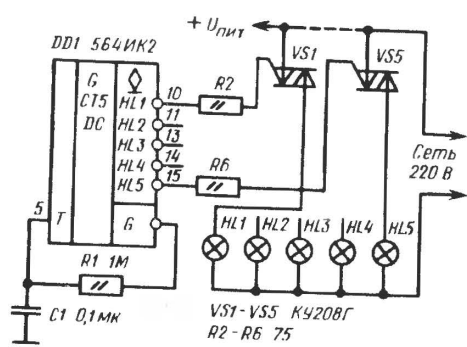 + Uпит
DD1 564ИК2
VS1
VS5
G
CT5
DC
HL1 10
HL2 11
HL3 13
HL4 14
HL5 15
R2
R6
Сеть
220 В
5
T
G
R1 1М
C1 0,1мк
HL1
HL2
HL3
HL4
HL5
VS1-VS5 КУ208Г
R2-R6 75